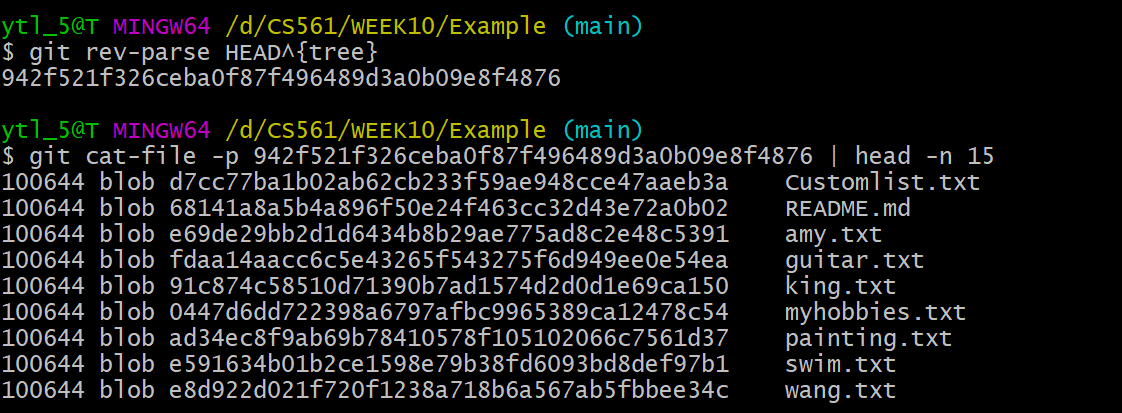 ytl_5@T MINGW64 /d/CS561/WEEK10/Example (main)
$ git rev-parse HEAD^{tree}
942f521f326ceba0f87f496489d3a0b09e8f4876
ytl_5@T MINGW64 /d/CS561/WEEK10/Example (main)
$ git cat-file -p 942f521f326ceba0f87f496489d3a0b09e8f4876 | head -n 15
100644 blob d7cc77ba1b02ab62cb233f59ae948cce47aaeb3a    Customlist.txt
100644 blob 68141a8a5b4a896f50e24f463cc32d43e72a0b02    README.md
100644 blob e69de29bb2d1d6434b8b29ae775ad8c2e48c5391    amy.txt
100644 blob fdaa14aacc6c5e43265f543275f6d949ee0e54ea    guitar.txt
100644 blob 91c874c58510d71390b7ad1574d2d0d1e69ca150    king.txt
100644 blob 0447d6dd722398a6797afbc9965389ca12478c54    myhobbies.txt
100644 blob ad34ec8f9ab69b78410578f105102066c7561d37    painting.txt
100644 blob e591634b01b2ce1598e79b38fd6093bd8def97b1    swim.txt
100644 blob e8d922d021f720f1238a718b6a567ab5fbbee34c    wang.txt